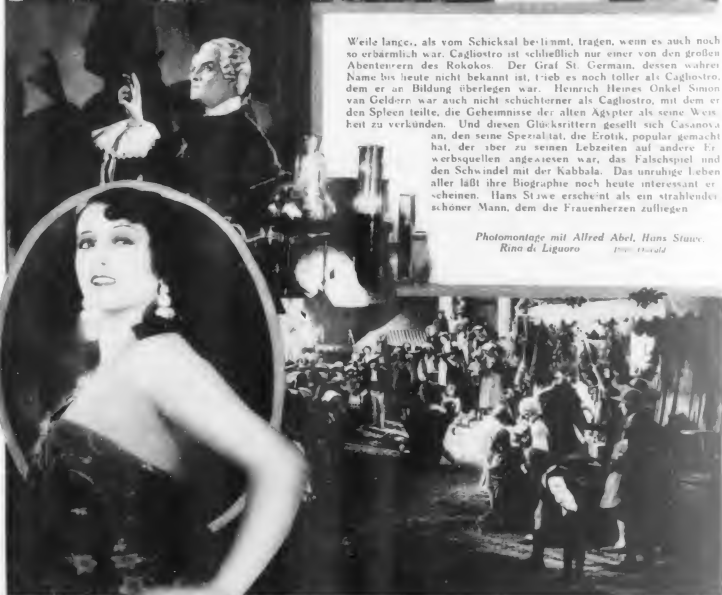 Weile länger, als vom Schicksal bestimmt, tragen, wenn es auch noch
so erbärmlich war. Cagliostro ist schließlich nur einer von den großen
Abenteurern des Rokokos. Der Graf St. Germain, dessen wahrer
Name bis heute nicht bekannt ist, trieb es noch toller als Cagliostro,
dem er an Bildung überlegen war. Heinrich Heines Onkel Simon
van Geldern war auch nicht schüchterner als Cagliostro, mit dem er
den Spleen teilte, die Geheimnisse der alten Ägypter als seine Weis
heit zu verkünden. Und diesen Glücksrittern gesellt sich Casanova
an, den seine Spezialität, die Erotik, popular gemacht
hat, der aber zu seinen Lebzeiten auf andere Er
werbsquellen angewiesen war, das Falschspiel und
den Schwindel mit der Kabbala. Das unruhige Leben
aller läßt ihre Biographie noch heute interessant er
scheinen. Hans Stüwe erscheint als ein strahlender
schöner Mann, dem die Frauenherzen zufliegen
Photomontage mit Alfred Abel, Hans Stüwe,
Rina di Liguoro